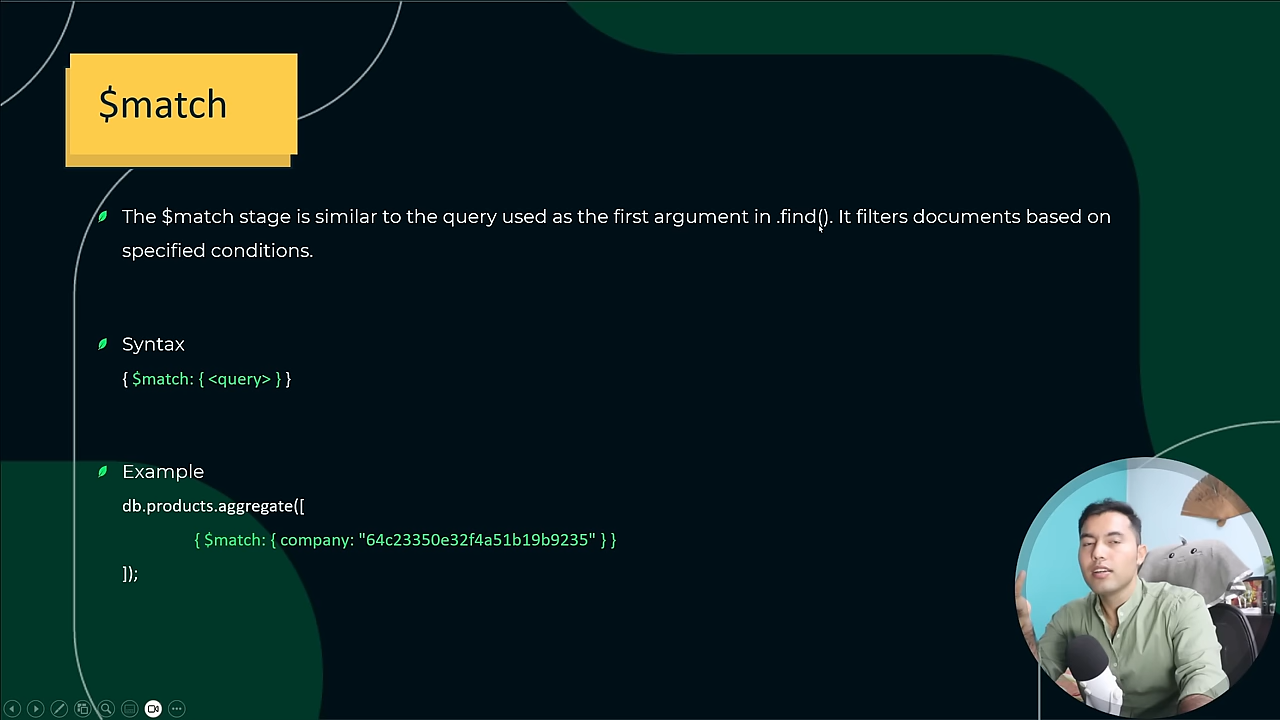 $match
The $match stage is similar to the query used as the first argument in .find(). It filters documents based on
specified conditions.
Syntax
{ $match: { <query> } }
Example
db.products.aggregate([
{ $match: { company: "64c23350e32f4a51b19b9235" } }
]);